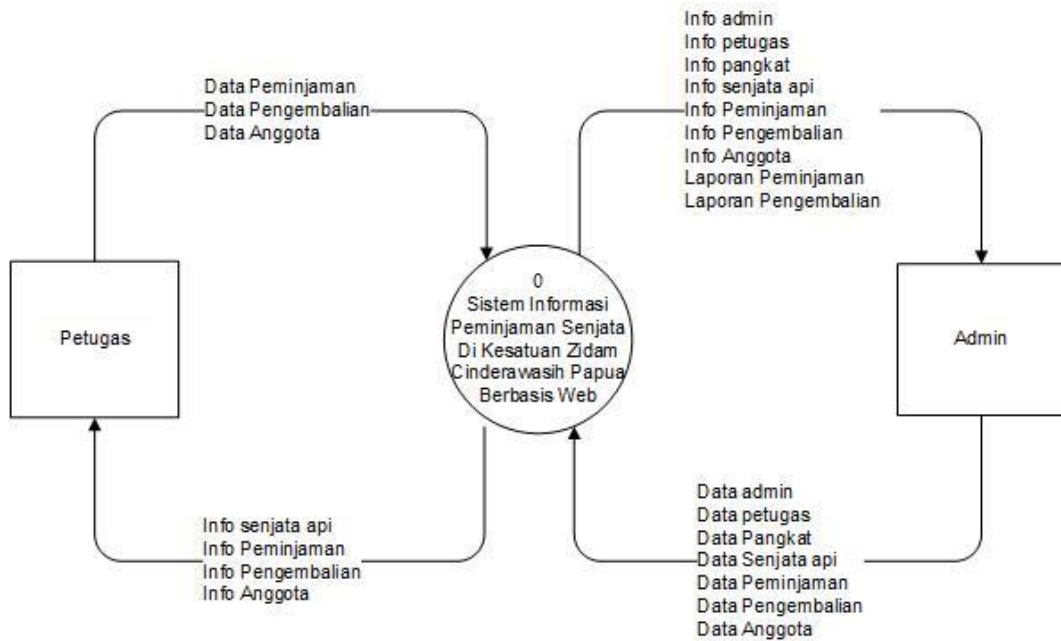 Data Peminjaman
Data Pengembalian
Data Anggota
Info admin
Info petugas
Info pangkat
Info senjata api
Info Peminjaman
Info Pengembalian
Info Anggota
Laporan Peminjaman
Laporan Pengembalian
Petugas
0
Sistem Informasi
Peminjaman Senjata
Di Kesatuan Zidam
Cinderawasih Papua
Berbasis Web
Admin
Info senjata api
Info Peminjaman
Info Pengembalian
Info Anggota
Data admin
Data petugas
Data Pangkat
Data Senjata api
Data Peminjaman
Data Pengembalian
Data Anggota